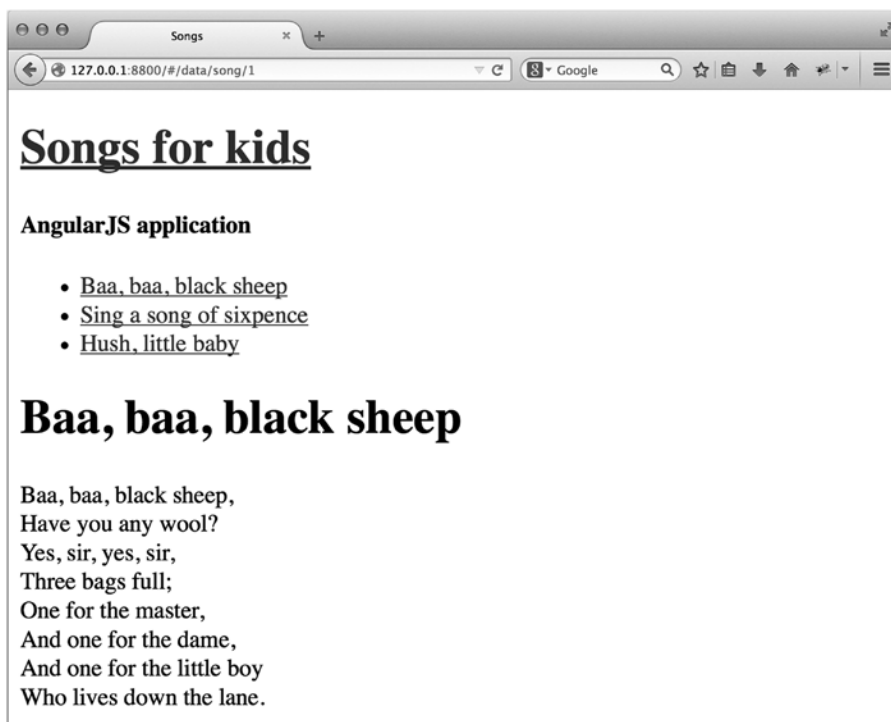 Songs
127.0.0.1:8800/#/data/song/1
Google
Songs for kids
AngularJS application
Baa, baa, black sheep
Sing a song of sixpence
Hush, little baby
Baa, baa, black sheep
Baa, baa, black sheep,
Have you any wool?
Yes, sir, yes, sir,
Three bags full;
One for the master,
And one for the dame,
And one for the little boy
Who lives down the lane.